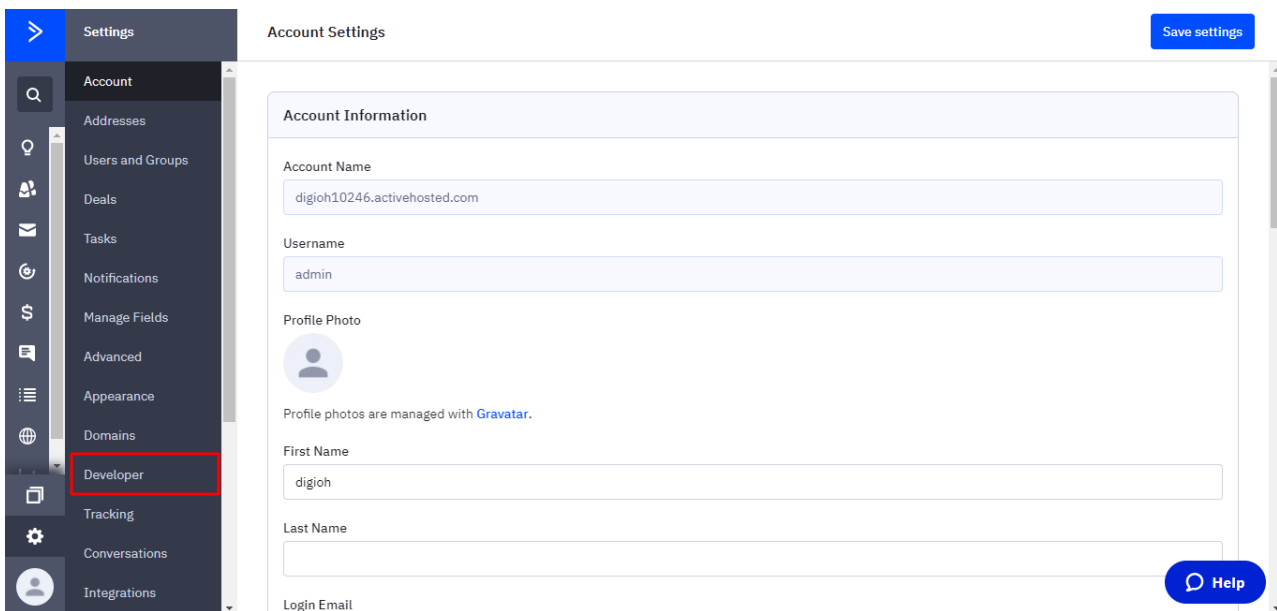 Settings
Account Settings
Save settings
Account
Addresses
Users and Groups
Deals
Tasks
Notifications
Manage Fields
Advanced
Appearance
Domains
Developer
Tracking
Conversations
Integrations
Account Information
Account Name
digioh10246.activehosted.com
Username
admin
Profile Photo
Profile photos are managed with Gravatar.
First Name
digioh
Last Name
Login Email
Help